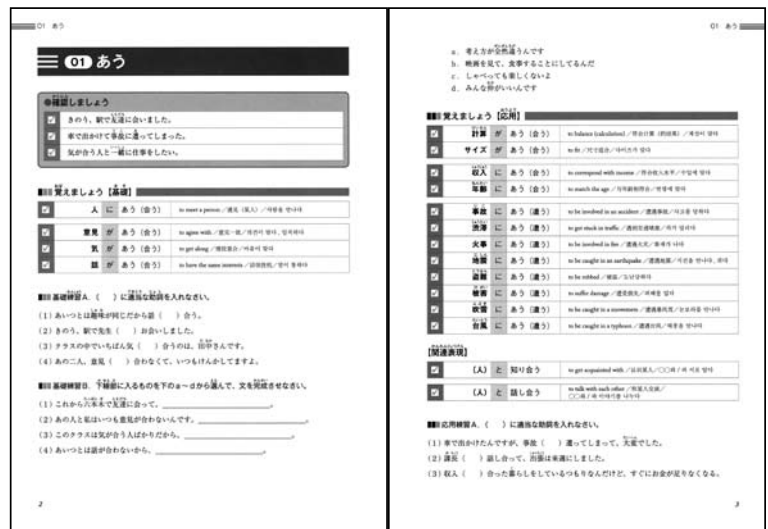 01 あう
01 あう
●確認しましょう
きのう、駅で友達に会いました。
車で出かけて事故に遭ってしまった。
気が合う人と一緒に仕事をしたい。
覚えましょう【基礎】
人 に あう（会う） to meet a person
意見 が あう（合う） to agree with
気 が あう（合う） to get along
話 が あう（合う） to have the same interests
基礎練習A．（ ）に適当な助詞を入れなさい。
(1) あいつとは趣味が同じだから話（ ）合う。
(2) きのう、駅で先生（ ）お会いしました。
(3) クラスの中でいちばん気（ ）合うのは、田中さんです。
(4) あの二人、意見（ ）合わなくて、いつもけんかしてますよ。
基礎練習B．下線部に入るものを下のa～dから選んで、文を完成させなさい。
(1) これから六本木で友達に会って、
(2) あの人と私はいつも意見が合わないんです。
(3) このクラスは気が合う人ばかりだから、
(4) あいつとは話が合わないから、
2
01 あう
a. 考え方が全然違うんです
b. 映画を見て、食事することにしてるんだ
c. しゃべっても楽しくないよ
d. みんな仲がいいんです
覚えましょう【応用】
計算 が あう（合う） to balance (calculation)
サイズ が あう（合う） to fit
収入 に あう（合う） to correspond with income
年齢 に あう（合う） to match the age
事故 に あう（遭う） to be involved in an accident
渋滞 に あう（遭う） to get stuck in traffic
火事 に あう（遭う） to be involved in fire
地震 に あう（遭う） to be caught in an earthquake
盗難 に あう（遭う） to be robbed
被害 に あう（遭う） to suffer damage
吹雪 に あう（遭う） to be caught in a snowstorm
台風 に あう（遭う） to be caught in a typhoon
【関連表現】
（人） と 知り合う to get acquainted with
（人） と 話し合う to talk with each other
応用練習A．（ ）に適当な助詞を入れなさい。
(1) 車で出かけたんですが、事故（ ）遭ってしまって、大変でした。
(2) 課長（ ）話し合って、出張は来週にしました。
(3) 収入（ ）合った暮らしをしているつもりなんだけど、すぐにお金が足りなくなる。
3